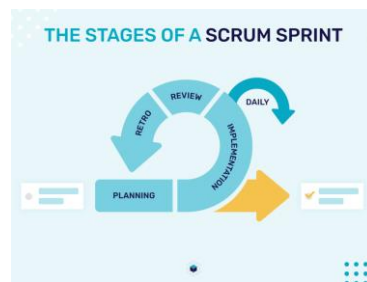 THE STAGES OF A SCRUM SPRINT
REVIEW
DAILY
RETRO
IMPLEMENTATION
PLANNING